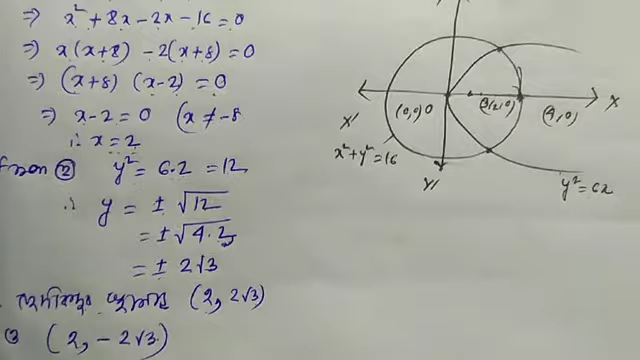 ⇒ x² + 8x - 2x - 16 = 0
⇒ x(x+8) - 2(x+8) = 0
⇒ (x+8) (x-2) = 0
⇒ x-2 = 0 (x ≠ -8
∴ x = 2
from ② y² = 6.2 = 12
∴ y = ± √12
= ± √4.2
= ± 2√3
(2, 2√3)
(2, -2√3)
(0,0) 0
(3/2,0)
(4,0)
X
X'
x²+y²=16
Y'
y²=6x